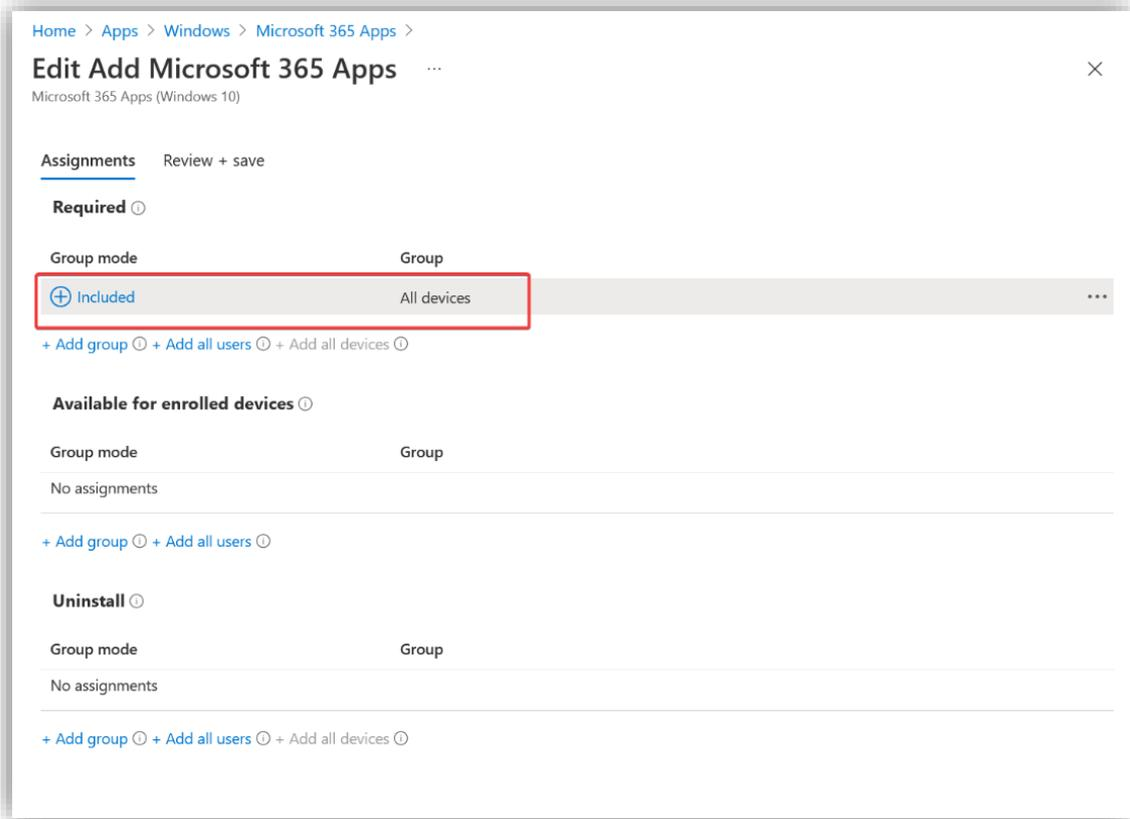 Home > Apps > Windows > Microsoft 365 Apps >
Edit Add Microsoft 365 Apps ...
Microsoft 365 Apps (Windows 10)
Assignments Review + save
Required
Group mode Group
Included All devices
+ Add group + Add all users + Add all devices
Available for enrolled devices
Group mode Group
No assignments
+ Add group + Add all users
Uninstall
Group mode Group
No assignments
+ Add group + Add all users + Add all devices